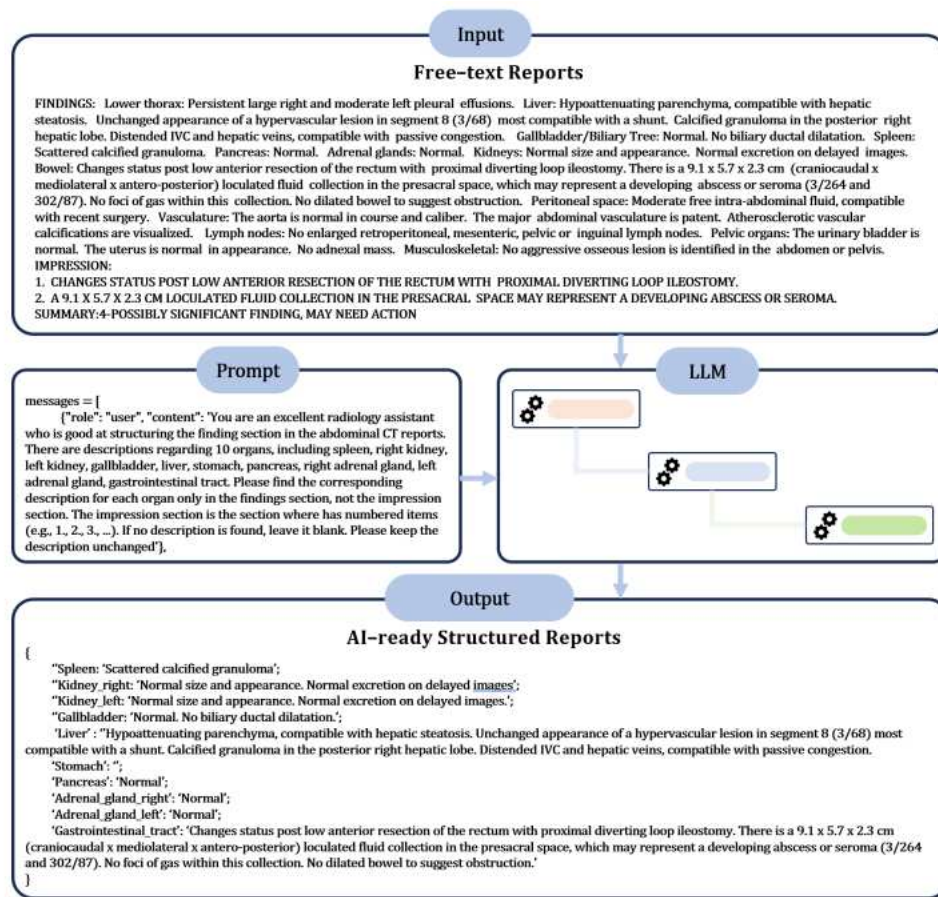 Input
Free-text Reports
FINDINGS: Lower thorax: Persistent large right and moderate left pleural effusions. Liver: Hypoattenuating parenchyma, compatible with hepatic
steatosis. Unchanged appearance of a hypervascular lesion in segment 8 (3/68) most compatible with a shunt. Calcified granuloma in the posterior right
hepatic lobe. Distended IVC and hepatic veins, compatible with passive congestion. Gallbladder/Biliary Tree: Normal. No biliary ductal dilatation. Spleen:
Scattered calcified granuloma. Pancreas: Normal. Adrenal glands: Normal. Kidneys: Normal size and appearance. Normal excretion on delayed images.
Bowel: Changes status post low anterior resection of the rectum with proximal diverting loop ileostomy. There is a 9.1 x 5.7 x 2.3 cm (craniocaudal x
mediolateral x antero-posterior) loculated fluid collection in the presacral space, which may represent a developing abscess or seroma (3/264 and
302/87). No foci of gas within this collection. No dilated bowel to suggest obstruction. Peritoneal space: Moderate free intra-abdominal fluid, compatible
with recent surgery. Vasculature: The aorta is normal in course and caliber. The major abdominal vasculature is patent. Atherosclerotic vascular
calcifications are visualized. Lymph nodes: No enlarged retroperitoneal, mesenteric, pelvic or inguinal lymph nodes. Pelvic organs: The urinary bladder is
normal. The uterus is normal in appearance. No adnexal mass. Musculoskeletal: No aggressive osseous lesion is identified in the abdomen or pelvis.
IMPRESSION:
1. CHANGES STATUS POST LOW ANTERIOR RESECTION OF THE RECTUM WITH PROXIMAL DIVERTING LOOP ILEOSTOMY.
2. A 9.1 X 5.7 X 2.3 CM LOCULATED FLUID COLLECTION IN THE PRESACRAL SPACE MAY REPRESENT A DEVELOPING ABSCESS OR SEROMA.
SUMMARY:4-POSSIBLY SIGNIFICANT FINDING, MAY NEED ACTION
Prompt
messages = [
{"role": "user", "content": 'You are an excellent radiology assistant
who is good at structuring the finding section in the abdominal CT reports.
There are descriptions regarding 10 organs, including spleen, right kidney,
left kidney, gallbladder, liver, stomach, pancreas, right adrenal gland, left
adrenal gland, gastrointestinal tract. Please find the corresponding
description for each organ only in the findings section, not the impression
section. The impression section is the section where has numbered items
(e.g., 1., 2., 3., ...). If no description is found, leave it blank. Please keep the
description unchanged'},
LLM
Output
AI-ready Structured Reports
{
"Spleen: 'Scattered calcified granuloma';
"Kidney_right: 'Normal size and appearance. Normal excretion on delayed images';
"Kidney_left: 'Normal size and appearance. Normal excretion on delayed images.';
"Gallbladder: 'Normal. No biliary ductal dilatation.';
'Liver' : "Hypoattenuating parenchyma, compatible with hepatic steatosis. Unchanged appearance of a hypervascular lesion in segment 8 (3/68) most
compatible with a shunt. Calcified granuloma in the posterior right hepatic lobe. Distended IVC and hepatic veins, compatible with passive congestion.
'Stomach': '';
'Pancreas': 'Normal';
'Adrenal_gland_right': 'Normal';
'Adrenal_gland_left': 'Normal';
'Gastrointestinal_tract': 'Changes status post low anterior resection of the rectum with proximal diverting loop ileostomy. There is a 9.1 x 5.7 x 2.3 cm
(craniocaudal x mediolateral x antero-posterior) loculated fluid collection in the presacral space, which may represent a developing abscess or seroma (3/264
and 302/87). No foci of gas within this collection. No dilated bowel to suggest obstruction.'
}